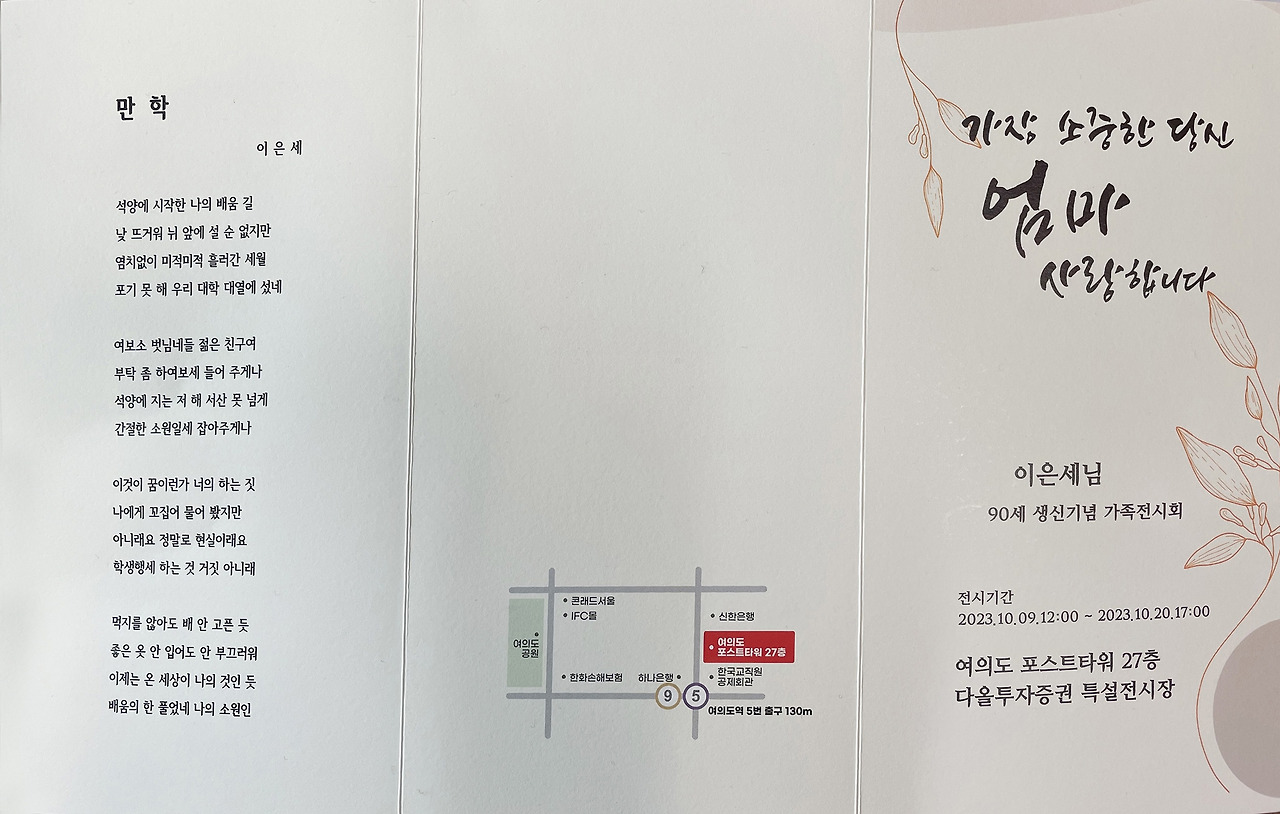 만 학
이 은 세
석양에 시작한 나의 배움 길
낮 뜨거워 뉘 앞에 설 순 없지만
염치없이 미적미적 흘러간 세월
포기 못 해 우리 대학 대열에 섰네
여보소 벗님네들 젊은 친구여
부탁 좀 하여보세 들어 주게나
석양에 지는 저 해 서산 못 넘게
간절한 소원일세 잡아주게나
이것이 꿈이런가 너의 하는 짓
나에게 꼬집어 물어 봤지만
아니래요 정말로 현실이래요
학생행세 하는 것 거짓 아니래
먹지를 않아도 배 안 고픈 듯
좋은 옷 안 입어도 안 부끄러워
이제는 온 세상이 나의 것인 듯
배움의 한 풀었네 나의 소원인
콘래드서울
IFC몰
여의도
공원
신한은행
여의도
포스트타워 27층
한화손해보험
하나은행
한국교직원
공제회관
9
5
여의도역 5번 출구 130m
가장 소중한 당신
엄마
사랑합니다
이은세님
90세 생신기념 가족전시회
전시기간
2023.10.09.12:00 ~ 2023.10.20.17:00
여의도 포스트타워 27층
다올투자증권 특설전시장